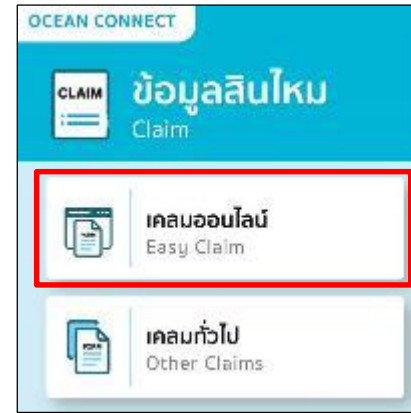 OCEAN CONNECT
CLAIM
ข้อมูลสินไหม
Claim
เคลมออนไลน์
Easy Claim
เคลมทั่วไป
Other Claims